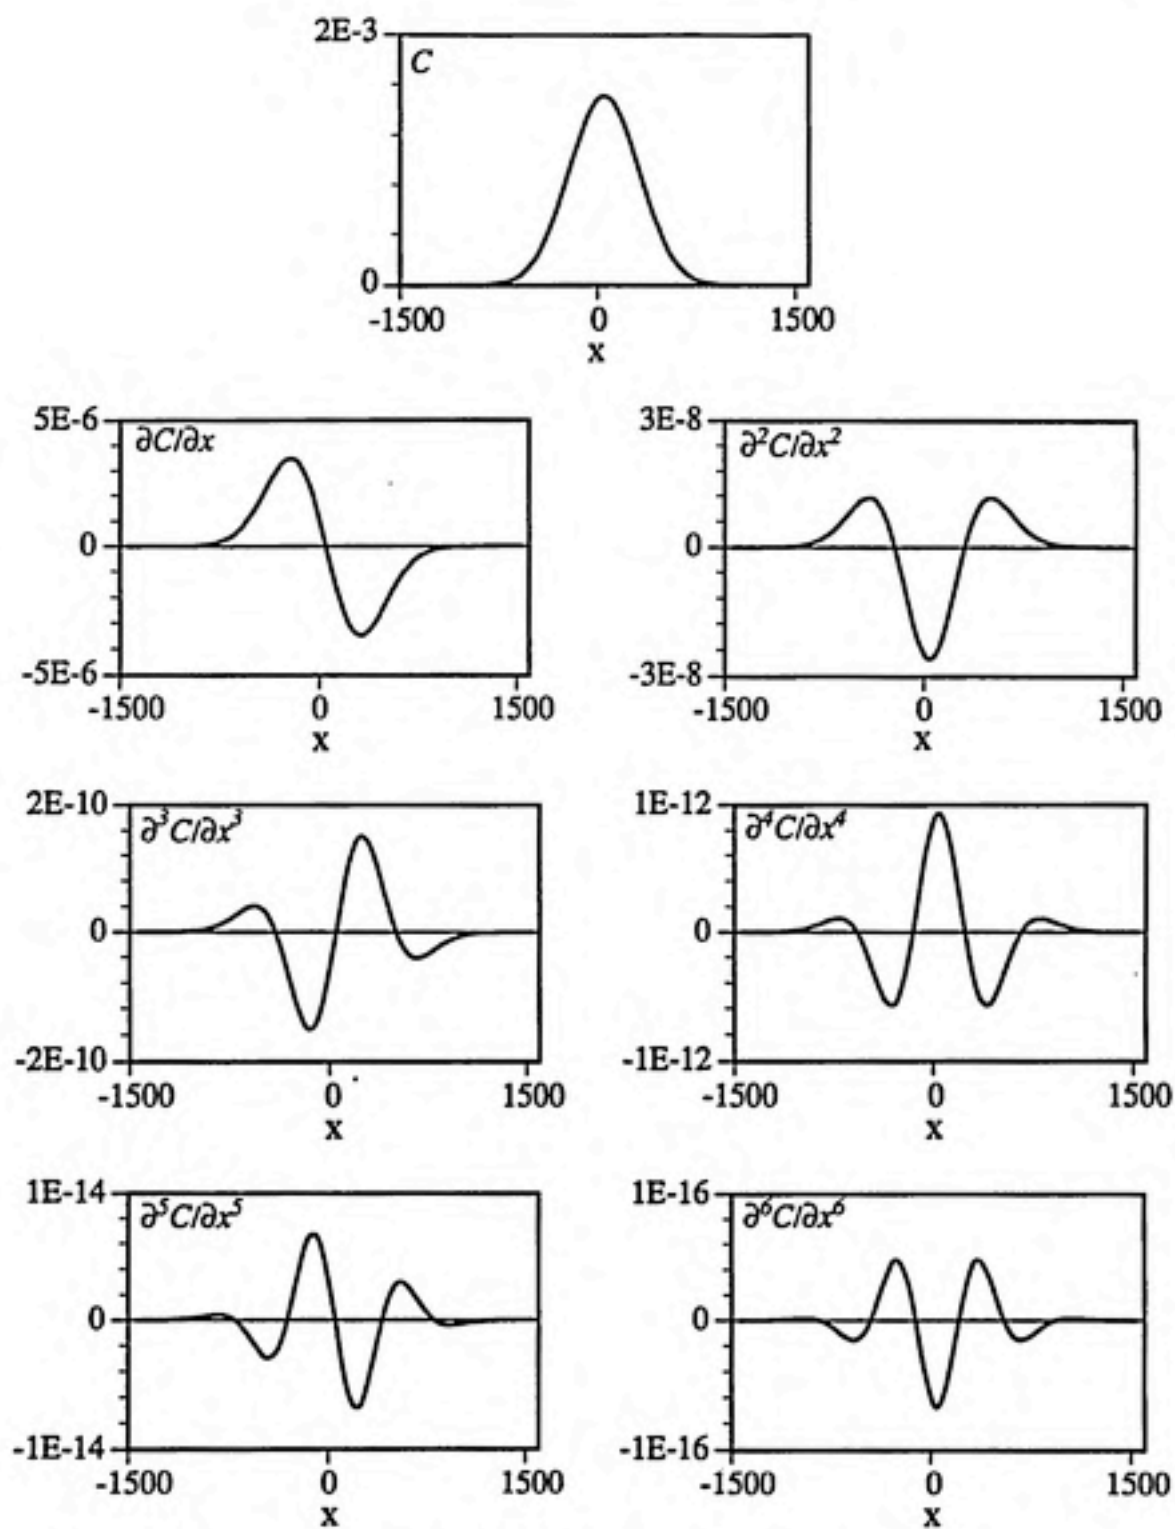 2E-3
C
0
-1500 0 1500
x
5E-6
∂C/∂x
0
-5E-6
-1500 0 1500
x
3E-8
∂²C/∂x²
0
-3E-8
-1500 0 1500
x
2E-10
∂³C/∂x³
0
-2E-10
-1500 0 1500
x
1E-12
∂⁴C/∂x⁴
0
-1E-12
-1500 0 1500
x
1E-14
∂⁵C/∂x⁵
0
-1E-14
-1500 0 1500
x
1E-16
∂⁶C/∂x⁶
0
-1E-16
-1500 0 1500
x